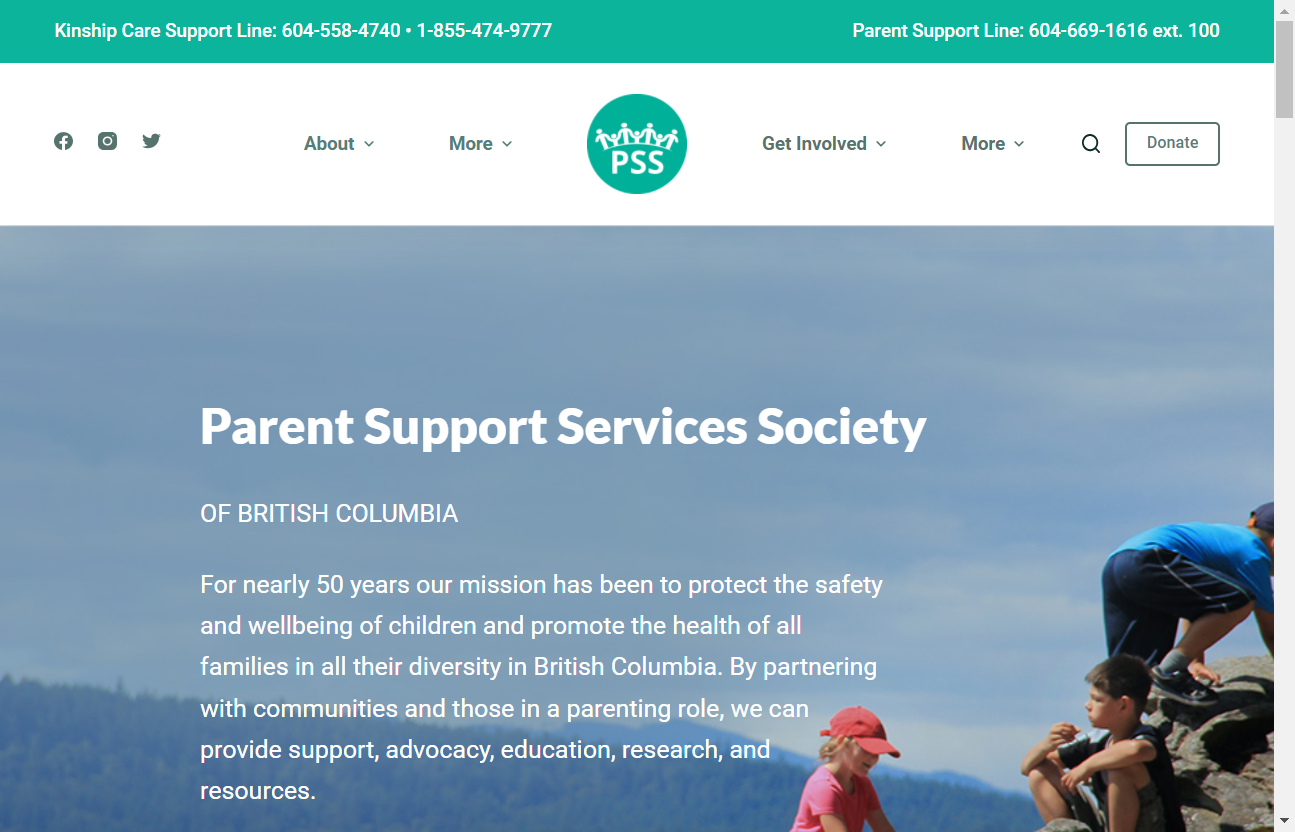 Kinship Care Support Line: 604-558-4740 • 1-855-474-9777
Parent Support Line: 604-669-1616 ext. 100
About
More
PSS
Get Involved
More
Donate
Parent Support Services Society
OF BRITISH COLUMBIA
For nearly 50 years our mission has been to protect the safety
and wellbeing of children and promote the health of all
families in all their diversity in British Columbia. By partnering
with communities and those in a parenting role, we can
provide support, advocacy, education, research, and
resources.